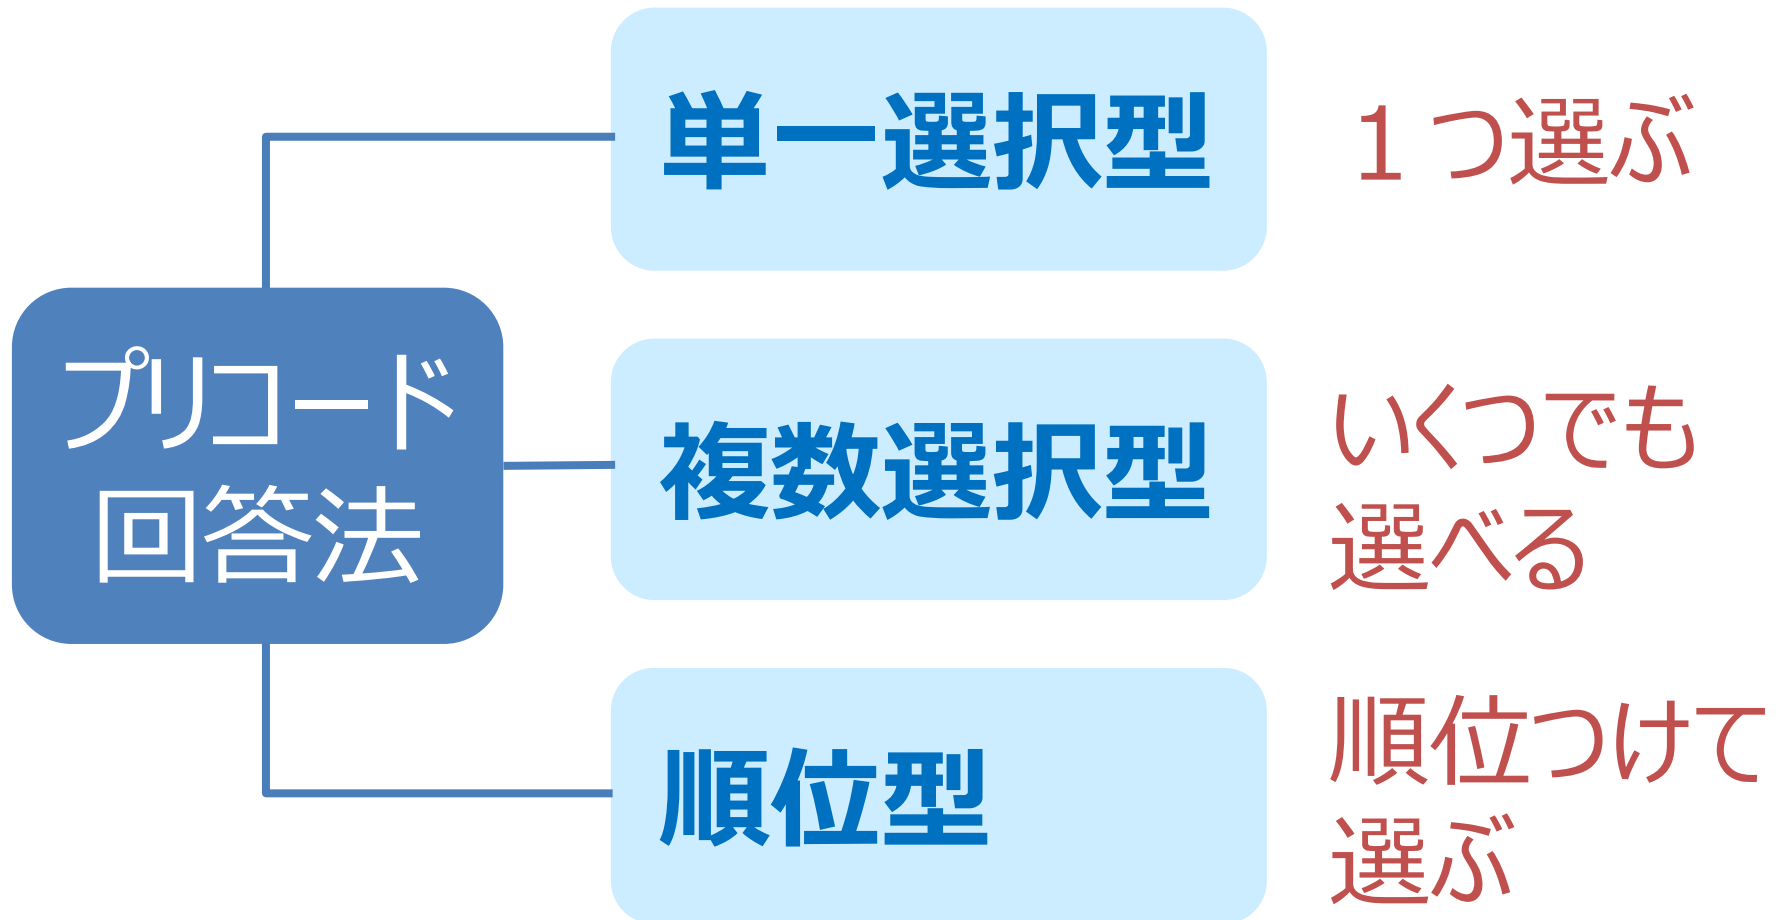 プリコード
回答法
単一選択型
１つ選ぶ
複数選択型
いくつでも
選べる
順位型
順位つけて
選ぶ